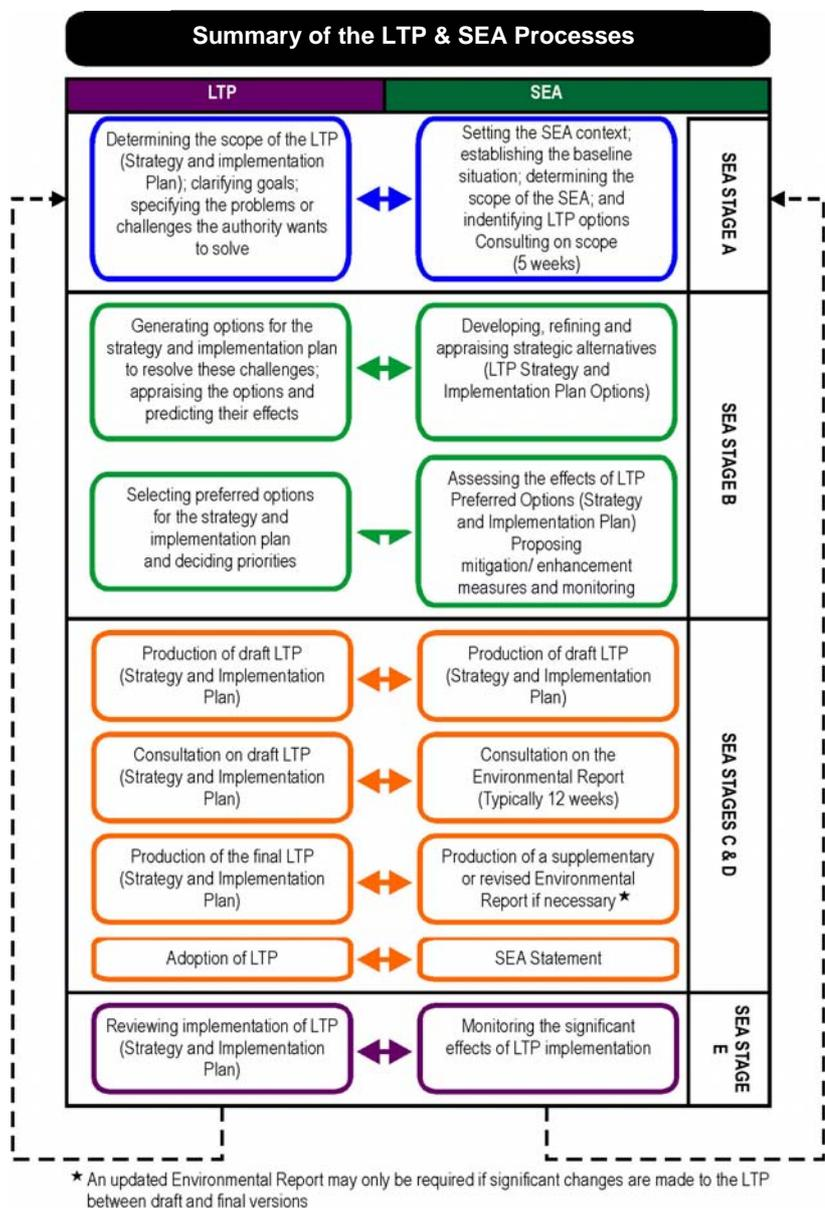 Summary of the LTP & SEA Processes
LTP
SEA
Determining the scope of the LTP
(Strategy and implementation
Plan); clarifying goals;
specifying the problems or
challenges the authority wants
to solve
Setting the SEA context;
establishing the baseline
situation; determining the
scope of the SEA; and
indentifying LTP options
Consulting on scope
(5 weeks)
SEA STAGE A
Generating options for the
strategy and implementation plan
to resolve these challenges;
appraising the options and
predicting their effects
Developing, refining and
appraising strategic alternatives
(LTP Strategy and
Implementation Plan Options)
Selecting preferred options
for the strategy and
implementation plan
and deciding priorities
Assessing the effects of LTP
Preferred Options (Strategy
and Implementation Plan)
Proposing
mitigation/ enhancement
measures and monitoring
SEA STAGE B
Production of draft LTP
(Strategy and Implementation
Plan)
Production of draft LTP
(Strategy and Implementation
Plan)
Consultation on draft LTP
(Strategy and Implementation
Plan)
Consultation on the
Environmental Report
(Typically 12 weeks)
Production of the final LTP
(Strategy and Implementation
Plan)
Production of a supplementary
or revised Environmental
Report if necessary ★
Adoption of LTP
SEA Statement
SEA STAGES C & D
Reviewing implementation of LTP
(Strategy and Implementation
Plan)
Monitoring the significant
effects of LTP implementation
SEA STAGE
E
★ An updated Environmental Report may only be required if significant changes are made to the LTP
between draft and final versions